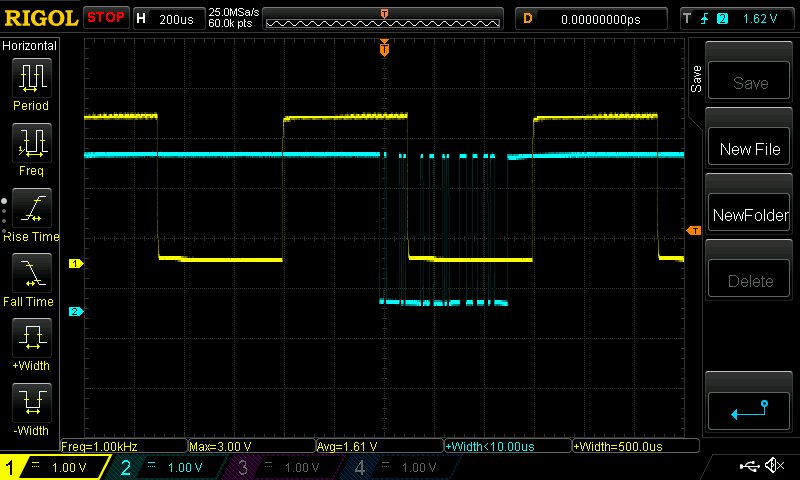 RIGOL STOP H 200us 25.0MSa/s 60.0k pts T D 0.00000000ps T 2 1.62 V
Horizontal
Period
Freq
Rise Time
Fall Time
+Width
-Width
T
T
1
2
Save
Save
New File
NewFolder
Delete
Freq=1.00kHz Max=3.00 V Avg=1.61 V +Width<10.00us +Width=500.0us
1 1.00 V 2 1.00 V 3 1.00 V 4 1.00 V